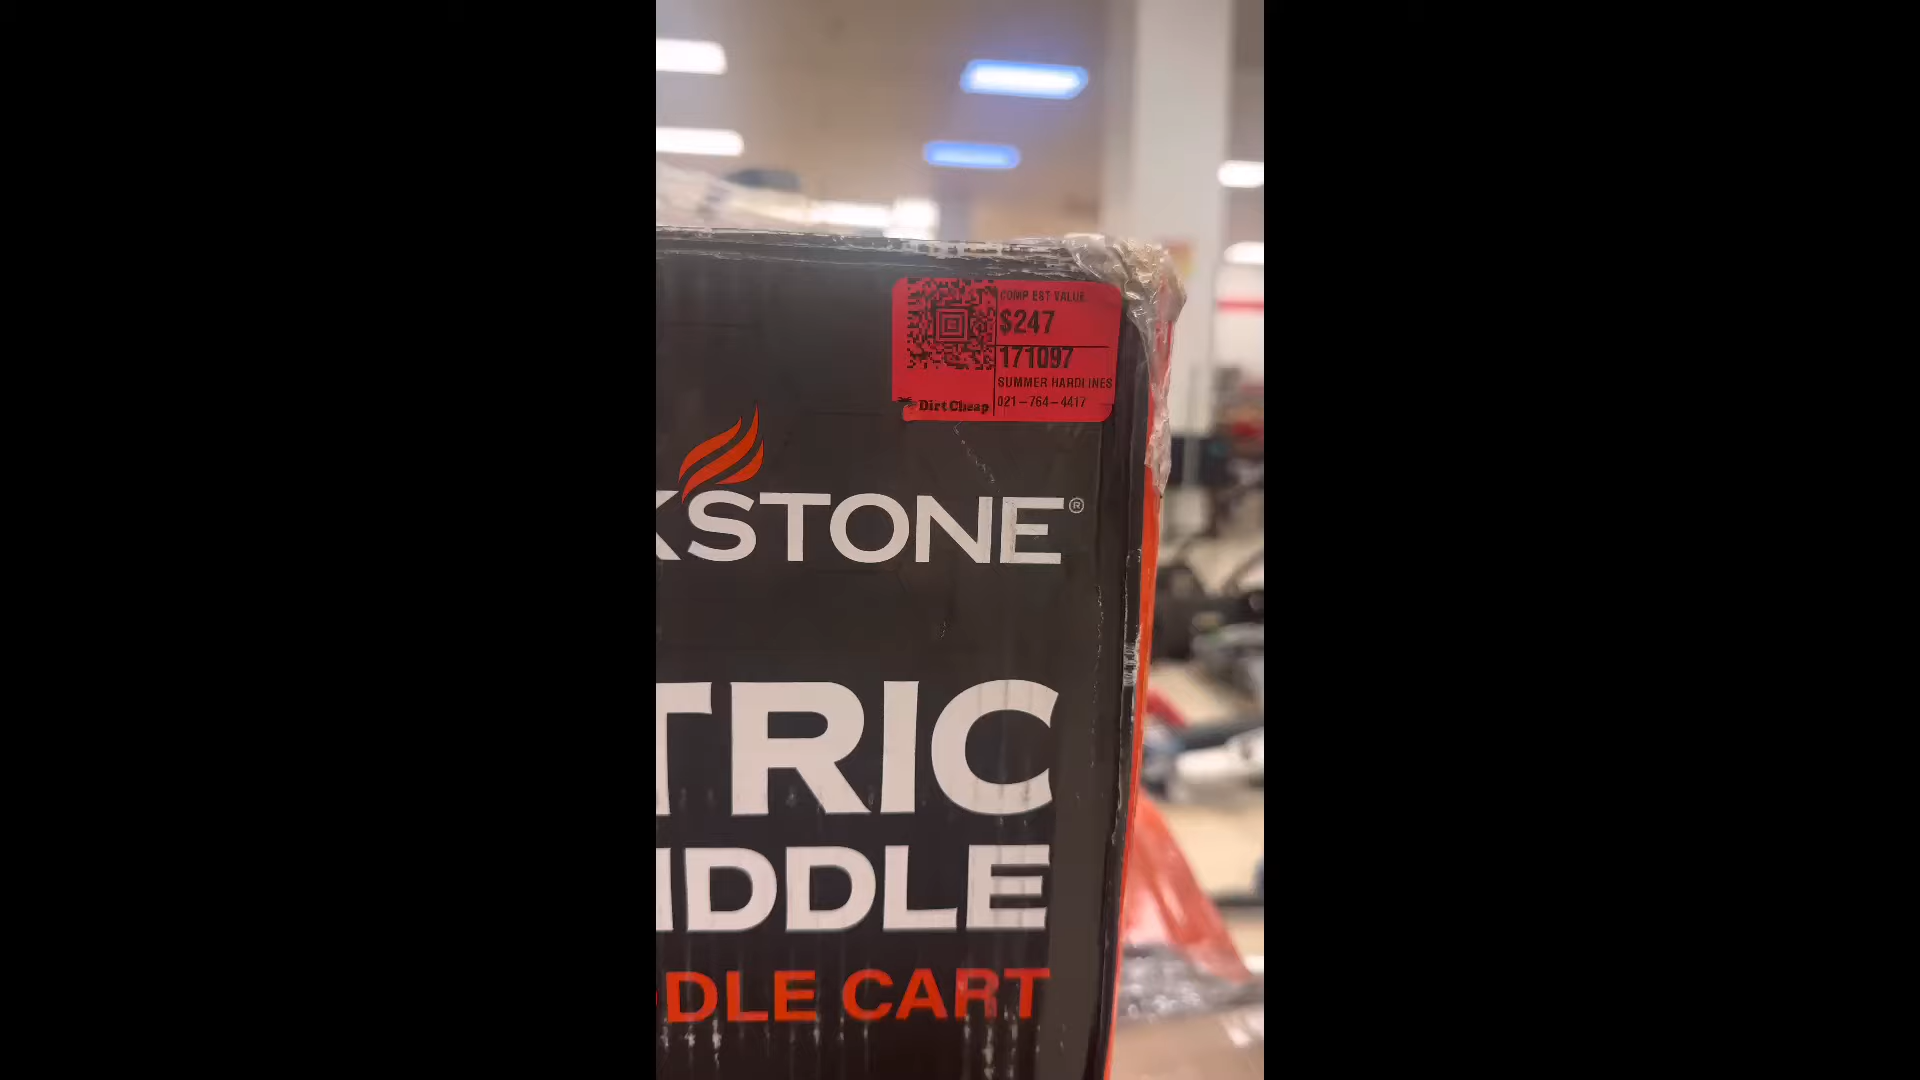 COMP EST VALUE
$247
171097
SUMMER HARDLINES
Dirt Cheap
021-764-4417
KSTONE®
TRIC
IDDLE
DLE CART